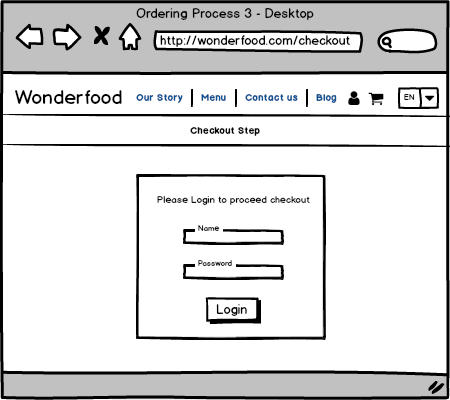 Ordering Process 3 - Desktop
http://wonderfood.com/checkout
Wonderfood Our Story Menu Contact us Blog EN
Checkout Step
Please Login to proceed checkout
Name
Password
Login